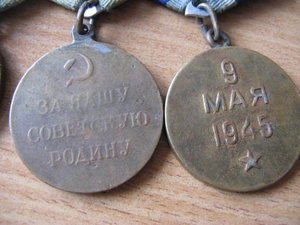 ЗА НАШУ
СОВЕТСКУЮ
РОДИНУ
9
МАЯ
1945